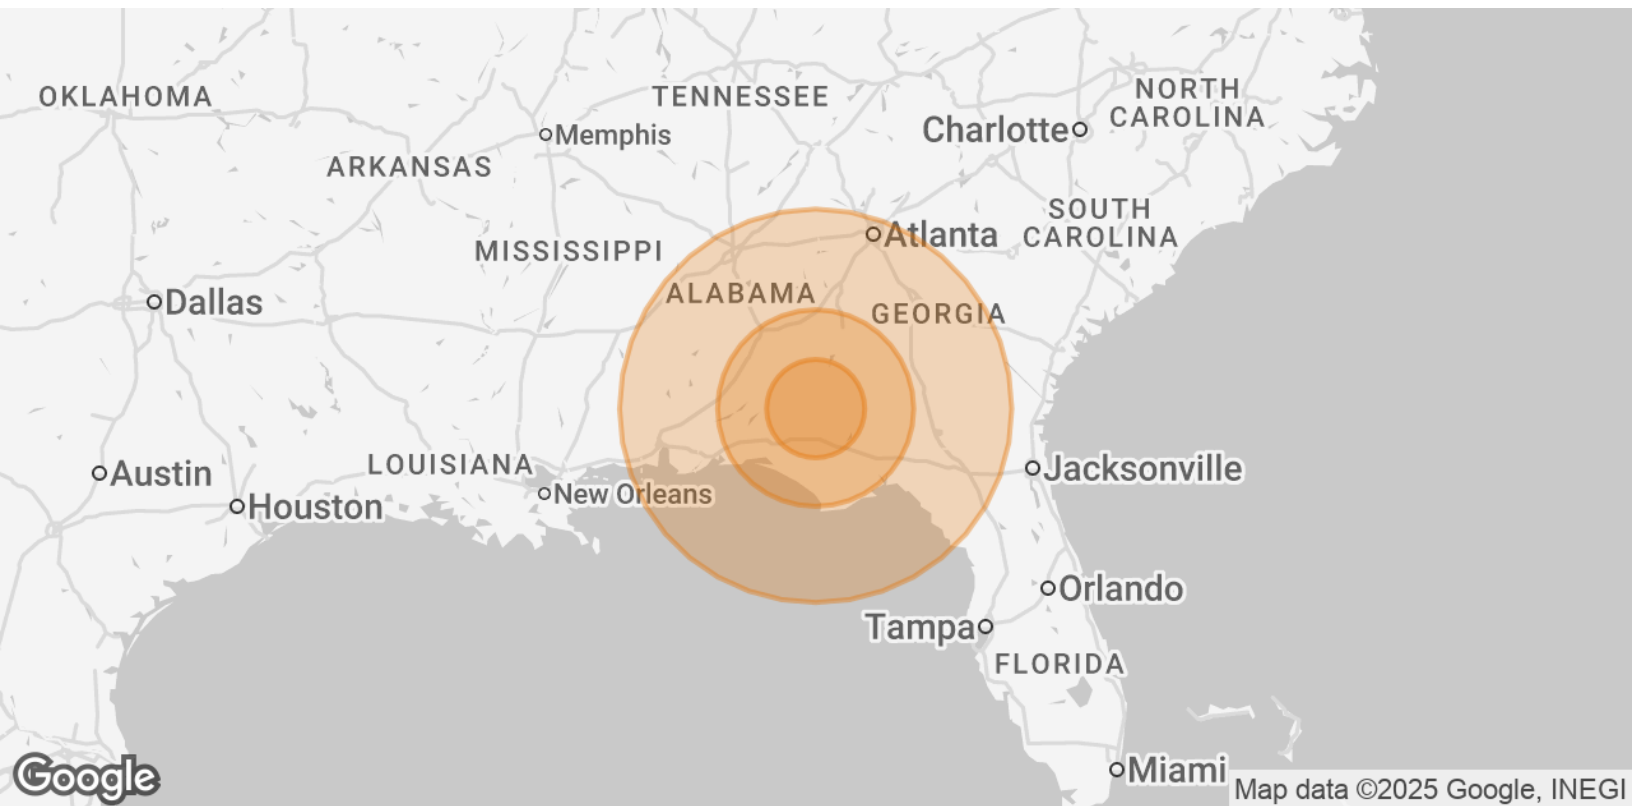 OKLAHOMA
TENNESSEE
NORTH
CAROLINA
Memphis
Charlotte
ARKANSAS
SOUTH
CAROLINA
Atlanta
MISSISSIPPI
ALABAMA
Dallas
GEORGIA
LOUISIANA
Jacksonville
Austin
New Orleans
Houston
Orlando
Tampa
FLORIDA
Miami
Google
Map data ©2025 Google, INEGI